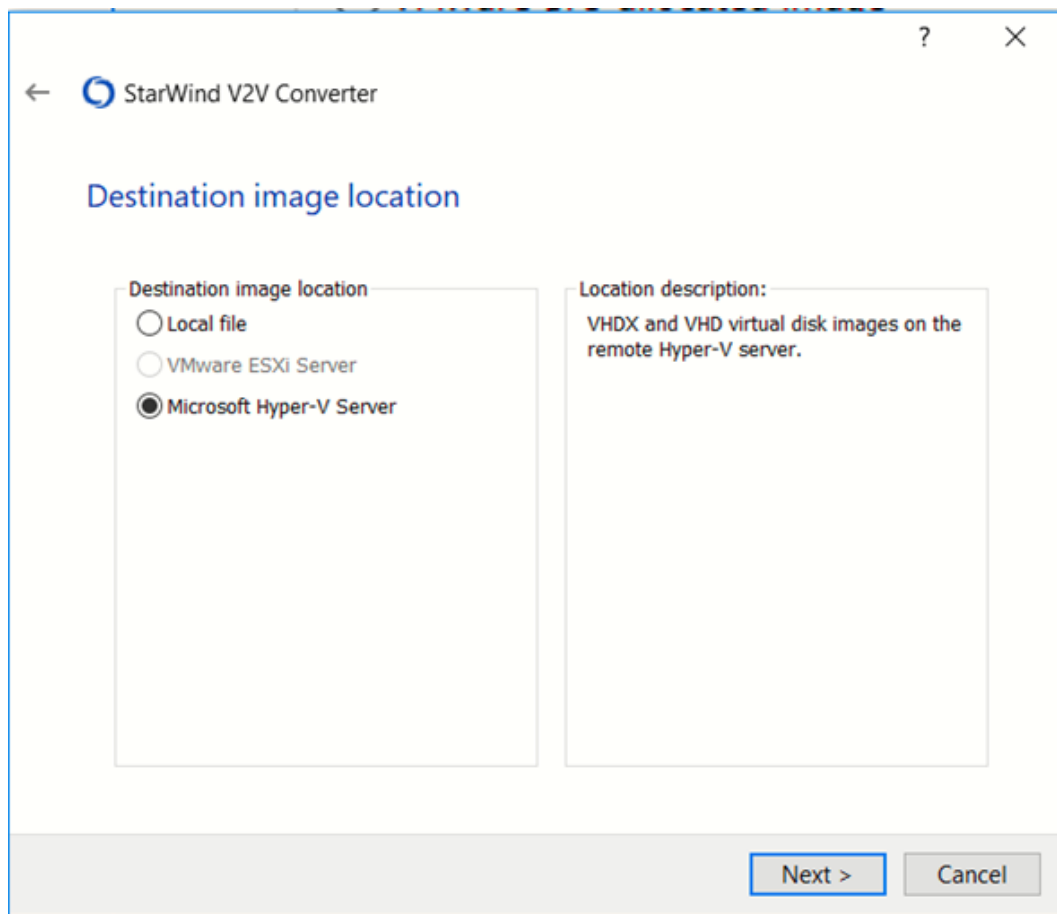 ?
StarWind V2V Converter
Destination image location
Destination image location
Local file
VMware ESXi Server
Microsoft Hyper-V Server
Location description:
VHDX and VHD virtual disk images on the
remote Hyper-V server.
Next >
Cancel